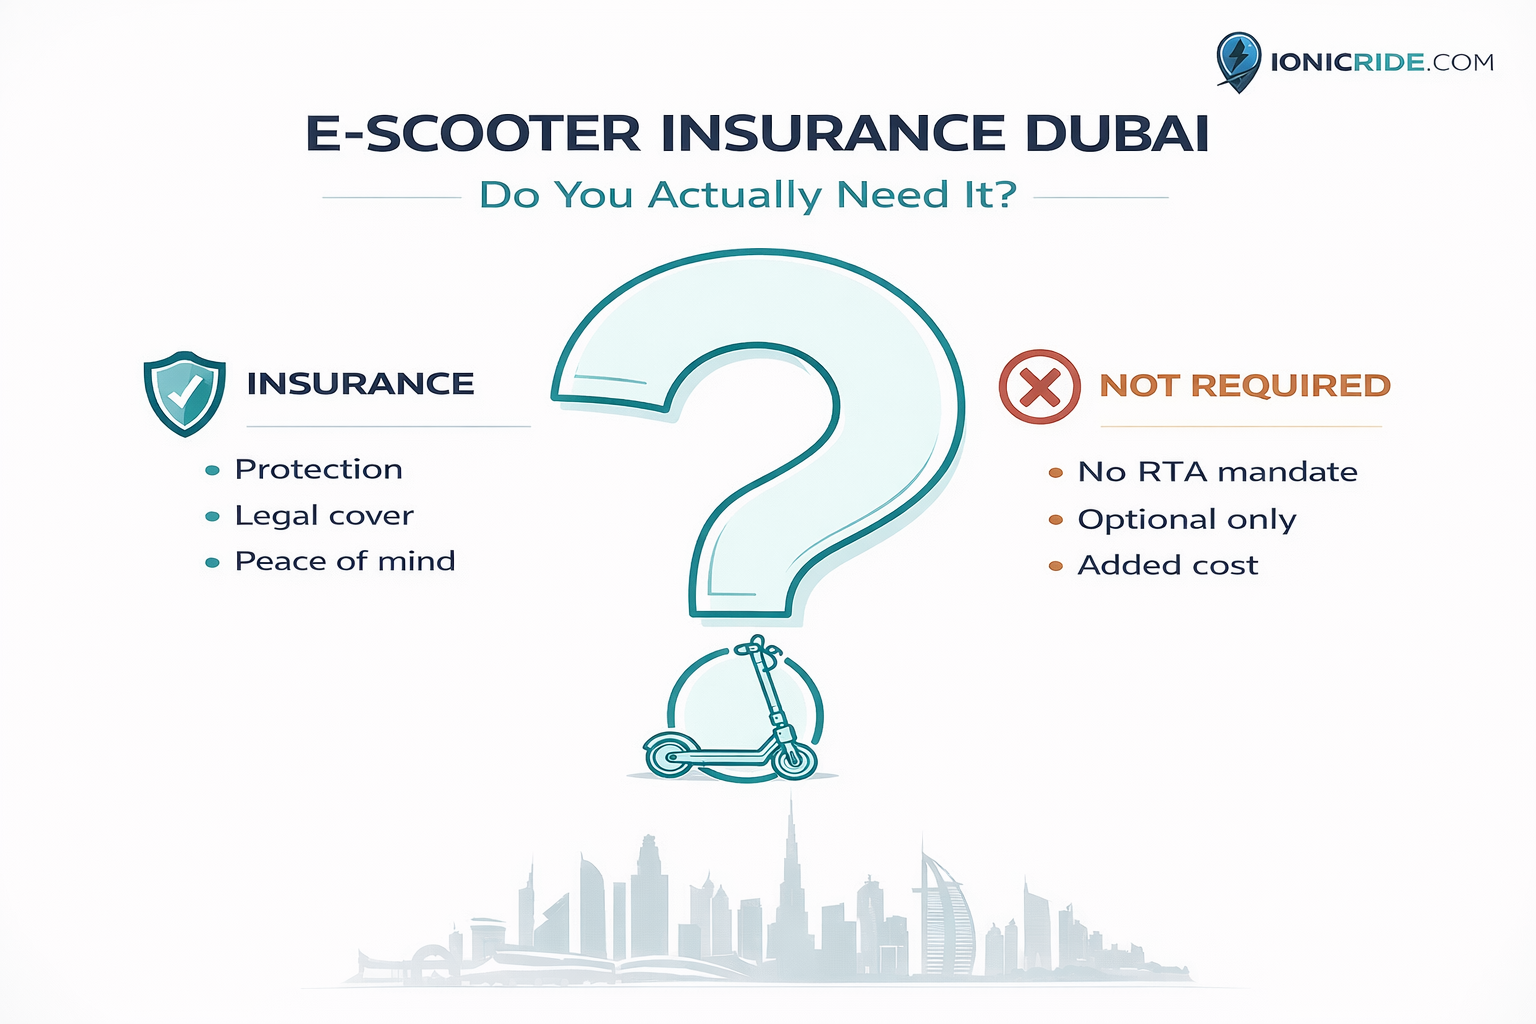 IONICRIDE.COM
E-SCOOTER INSURANCE DUBAI
Do You Actually Need It?
INSURANCE
• Protection
• Legal cover
• Peace of mind
NOT REQUIRED
• No RTA mandate
• Optional only
• Added cost